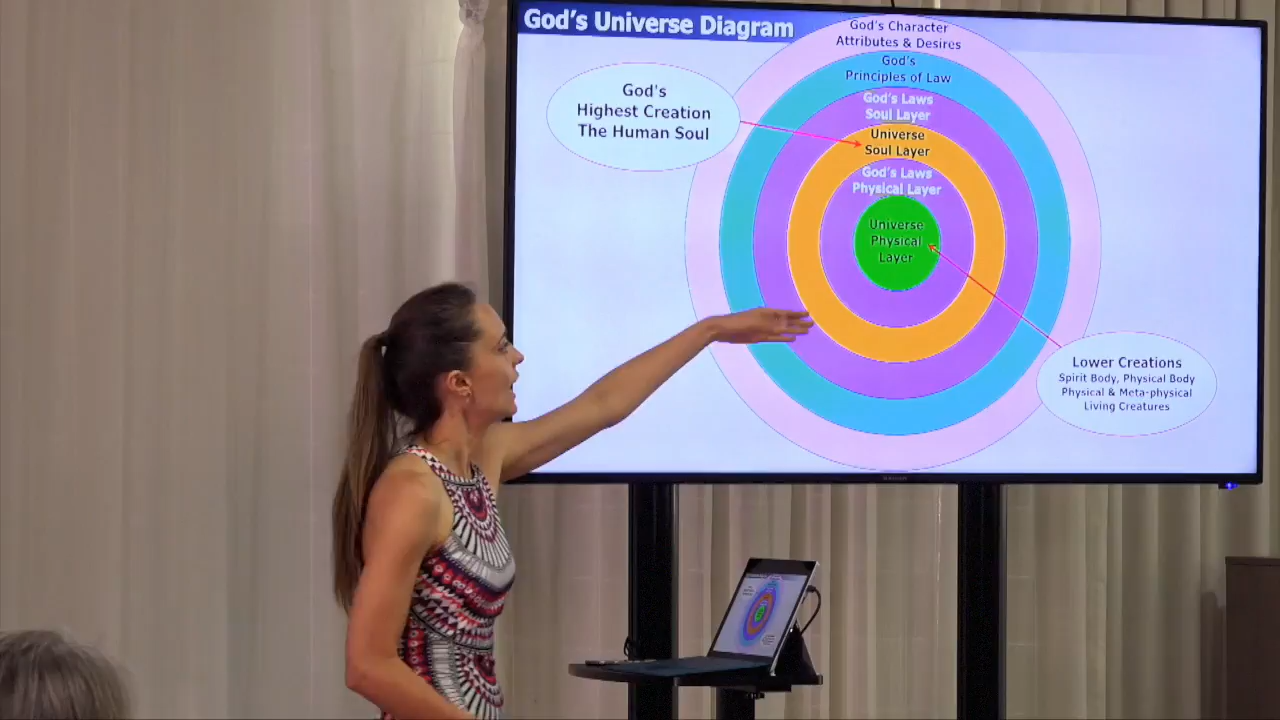 God's Universe Diagram
God's Character
Attributes & Desires
God's
Principles of Law
God's Laws
Soul Layer
Universe
Soul Layer
God's Laws
Physical Layer
Universe
Physical
Layer
God's
Highest Creation
The Human Soul
Lower Creations
Spirit Body, Physical Body
Physical & Meta-physical
Living Creatures